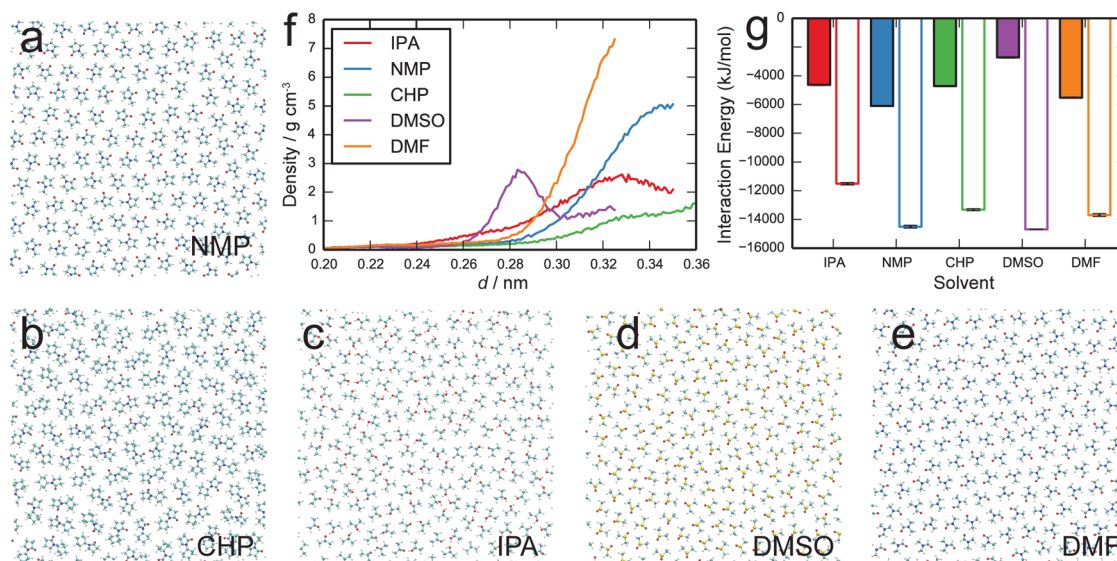 a
NMP
f
8
7
6
5
4
3
2
1
0
Density / g cm⁻³
IPA
NMP
CHP
DMSO
DMF
0.20 0.22 0.24 0.26 0.28 0.30 0.32 0.34 0.36
d / nm
g
0
−2000
−4000
−6000
−8000
−10000
−12000
−14000
−16000
Interaction Energy (kJ/mol)
IPA NMP CHP DMSO DMF
Solvent
b
CHP
c
IPA
d
DMSO
e
DMF